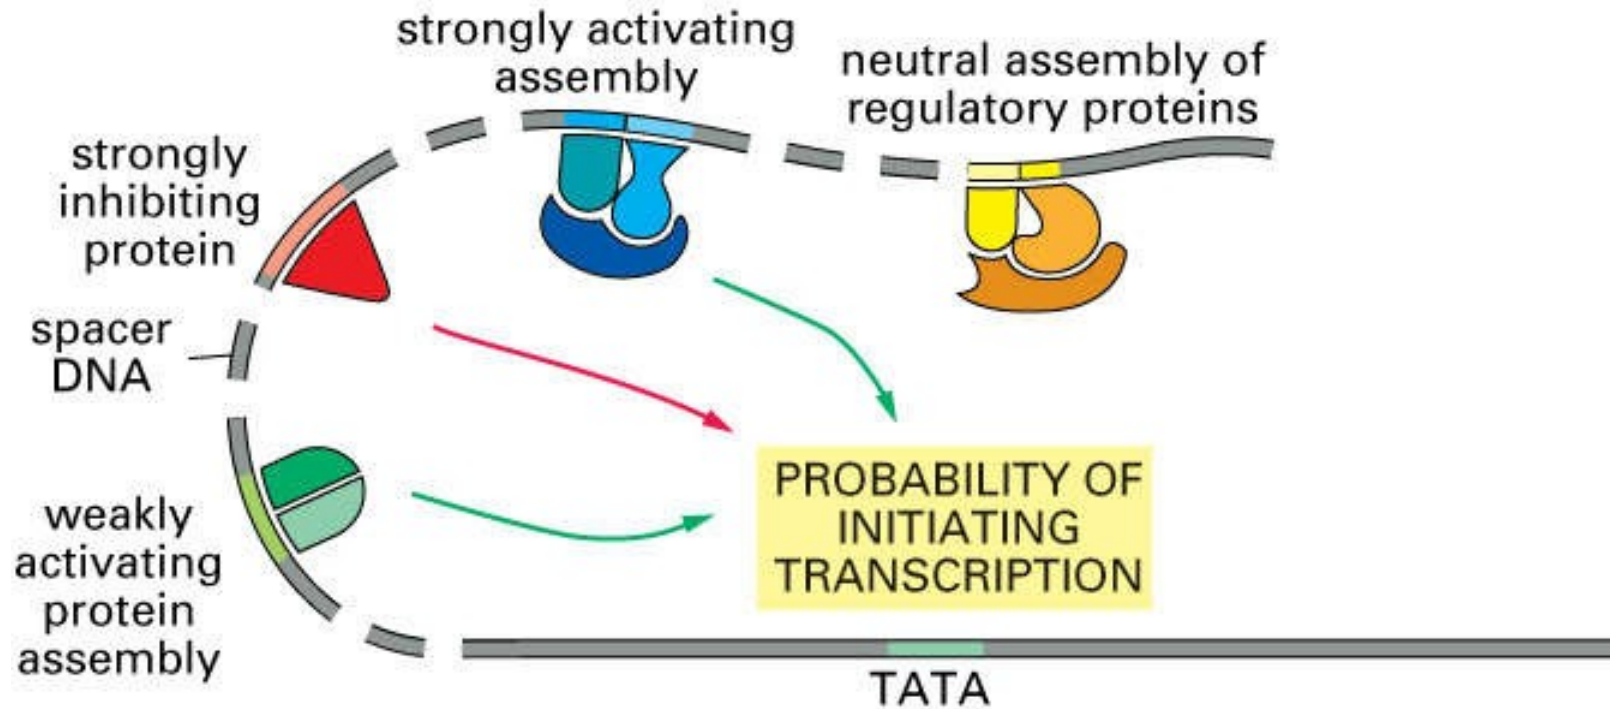 strongly activating
assembly
neutral assembly of
regulatory proteins
strongly
inhibiting
protein
spacer
DNA
weakly
activating
protein
assembly
PROBABILITY OF
INITIATING
TRANSCRIPTION
TATA